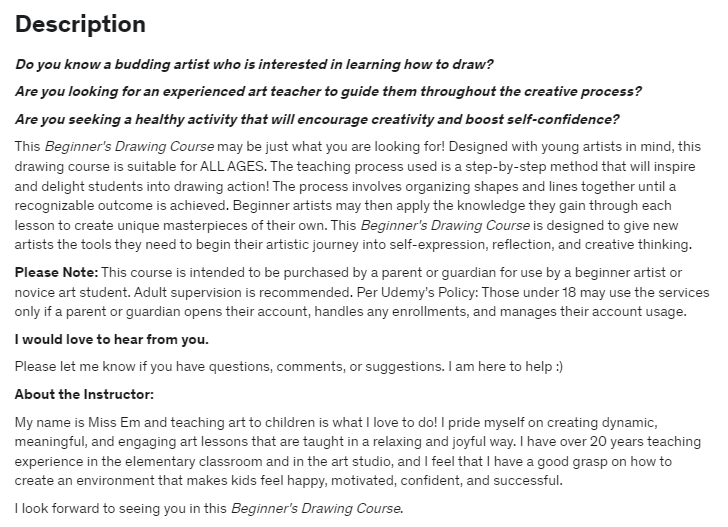 Description
Do you know a budding artist who is interested in learning how to draw?
Are you looking for an experienced art teacher to guide them throughout the creative process?
Are you seeking a healthy activity that will encourage creativity and boost self-confidence?
This Beginner's Drawing Course may be just what you are looking for! Designed with young artists in mind, this
drawing course is suitable for ALL AGES. The teaching process used is a step-by-step method that will inspire
and delight students into drawing action! The process involves organizing shapes and lines together until a
recognizable outcome is achieved. Beginner artists may then apply the knowledge they gain through each
lesson to create unique masterpieces of their own. This Beginner's Drawing Course is designed to give new
artists the tools they need to begin their artistic journey into self-expression, reflection, and creative thinking.
Please Note: This course is intended to be purchased by a parent or guardian for use by a beginner artist or
novice art student. Adult supervision is recommended. Per Udemy's Policy: Those under 18 may use the services
only if a parent or guardian opens their account, handles any enrollments, and manages their account usage.
I would love to hear from you.
Please let me know if you have questions, comments, or suggestions. I am here to help :)
About the Instructor:
My name is Miss Em and teaching art to children is what I love to do! I pride myself on creating dynamic,
meaningful, and engaging art lessons that are taught in a relaxing and joyful way. I have over 20 years teaching
experience in the elementary classroom and in the art studio, and I feel that I have a good grasp on how to
create an environment that makes kids feel happy, motivated, confident, and successful.
I look forward to seeing you in this Beginner's Drawing Course.